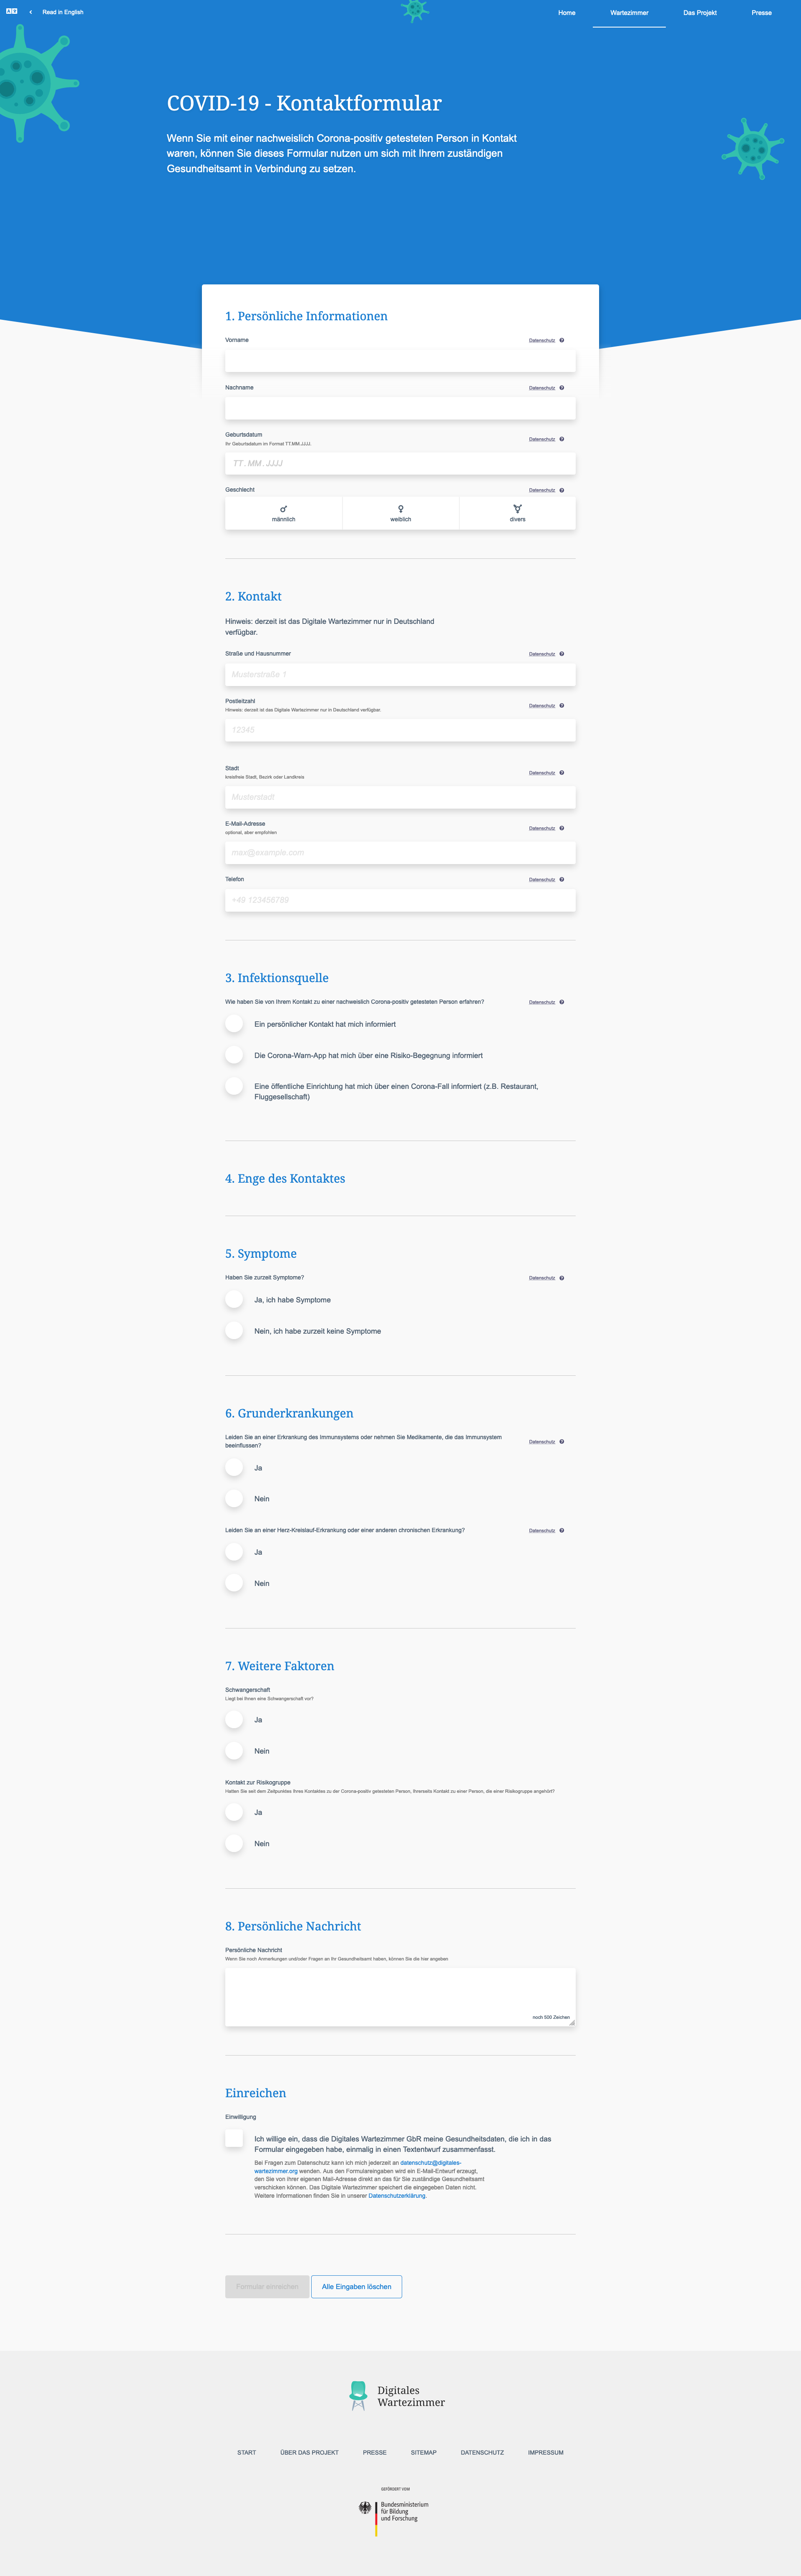 Read in English
Home
Wartezimmer
Das Projekt
Presse
COVID-19 - Kontaktformular
Wenn Sie mit einer nachweislich Corona-positiv getesteten Person in Kontakt
waren, können Sie dieses Formular nutzen um sich mit Ihrem zuständigen
Gesundheitsamt in Verbindung zu setzen.
1. Persönliche Informationen
Vorname
Datenschutz
Nachname
Datenschutz
Geburtsdatum
Ihr Geburtsdatum im Format TT.MM.JJJJ.
Datenschutz
TT . MM . JJJJ
Geschlecht
Datenschutz
männlich
weiblich
divers
2. Kontakt
Hinweis: derzeit ist das Digitale Wartezimmer nur in Deutschland
verfügbar.
Straße und Hausnummer
Datenschutz
Musterstraße 1
Postleitzahl
Hinweis: derzeit ist das Digitale Wartezimmer nur in Deutschland verfügbar.
Datenschutz
12345
Stadt
kreisfreie Stadt, Bezirk oder Landkreis
Datenschutz
Musterstadt
E-Mail-Adresse
optional, aber empfohlen
Datenschutz
max@example.com
Telefon
Datenschutz
+49 123456789
3. Infektionsquelle
Wie haben Sie von Ihrem Kontakt zu einer nachweislich Corona-positiv getesteten Person erfahren?
Datenschutz
Ein persönlicher Kontakt hat mich informiert
Die Corona-Warn-App hat mich über eine Risiko-Begegnung informiert
Eine öffentliche Einrichtung hat mich über einen Corona-Fall informiert (z.B. Restaurant,
Fluggesellschaft)
4. Enge des Kontaktes
5. Symptome
Haben Sie zurzeit Symptome?
Datenschutz
Ja, ich habe Symptome
Nein, ich habe zurzeit keine Symptome
6. Grunderkrankungen
Leiden Sie an einer Erkrankung des Immunsystems oder nehmen Sie Medikamente, die das Immunsystem
beeinflussen?
Datenschutz
Ja
Nein
Leiden Sie an einer Herz-Kreislauf-Erkrankung oder einer anderen chronischen Erkrankung?
Datenschutz
Ja
Nein
7. Weitere Faktoren
Schwangerschaft
Liegt bei Ihnen eine Schwangerschaft vor?
Ja
Nein
Kontakt zur Risikogruppe
Hatten Sie seit dem Zeitpunktes Ihres Kontaktes zu der Corona-positiv getesteten Person, Ihrerseits Kontakt zu einer Person, die einer Risikogruppe angehört?
Ja
Nein
8. Persönliche Nachricht
Persönliche Nachricht
Wenn Sie noch Anmerkungen und/oder Fragen an Ihr Gesundheitsamt haben, können Sie die hier angeben
noch 500 Zeichen
Einreichen
Einwilligung
Ich willige ein, dass die Digitales Wartezimmer GbR meine Gesundheitsdaten, die ich in das
Formular eingegeben habe, einmalig in einen Textentwurf zusammenfasst.
Bei Fragen zum Datenschutz kann ich mich jederzeit an datenschutz@digitales-
wartezimmer.org wenden. Aus den Formulareingaben wird ein E-Mail-Entwurf erzeugt,
den Sie von Ihrer eigenen Mail-Adresse direkt an das für Sie zuständige Gesundheitsamt
verschicken können. Das Digitale Wartezimmer speichert die eingegeben Daten nicht.
Weitere Informationen finden Sie in unserer Datenschutzerklärung.
Formular einreichen
Alle Eingaben löschen
Digitales
Wartezimmer
START
ÜBER DAS PROJEKT
PRESSE
SITEMAP
DATENSCHUTZ
IMPRESSUM
GEFÖRDERT VOM
Bundesministerium
für Bildung
und Forschung